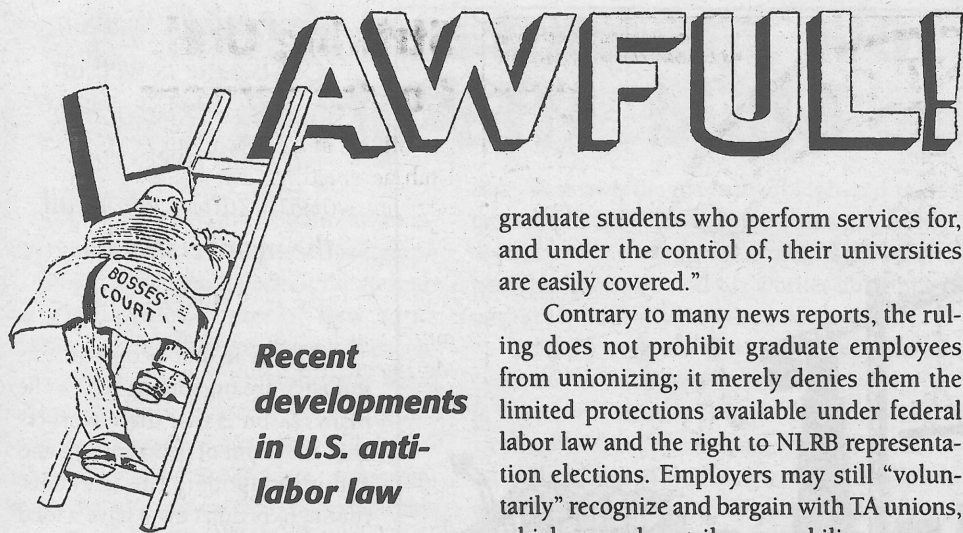 LAWFUL!
BOSSES'
COURT
Recent
developments
in U.S. anti-
labor law
graduate students who perform services for,
and under the control of, their universities
are easily covered."
Contrary to many news reports, the rul-
ing does not prohibit graduate employees
from unionizing; it merely denies them the
limited protections available under federal
labor law and the right to NLRB representa-
tion elections. Employers may still "volun-
tarily" recognize and bargain with TA unions,